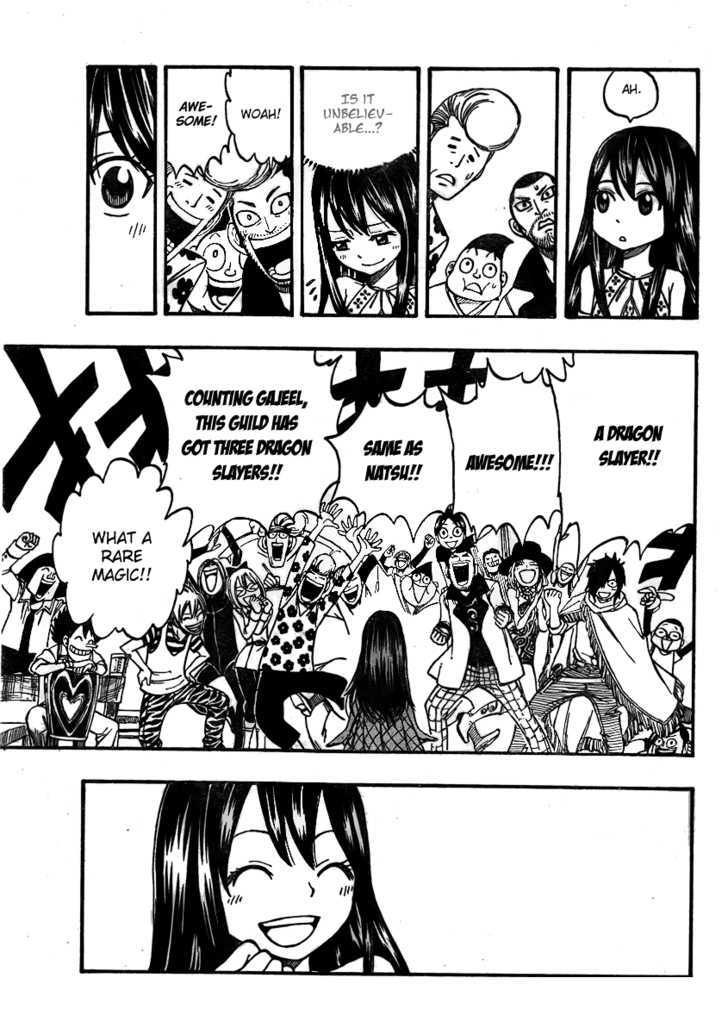 AH.
IS IT
UNBELIEV-
ABLE...?
WOAH!
AWE-
SOME!
A DRAGON
SLAYER!!
AWESOME!!!
SAME AS
NATSU!!
COUNTING GAJEEL,
THIS GUILD HAS
GOT THREE DRAGON
SLAYERS!!
WHAT A
RARE
MAGIC!!